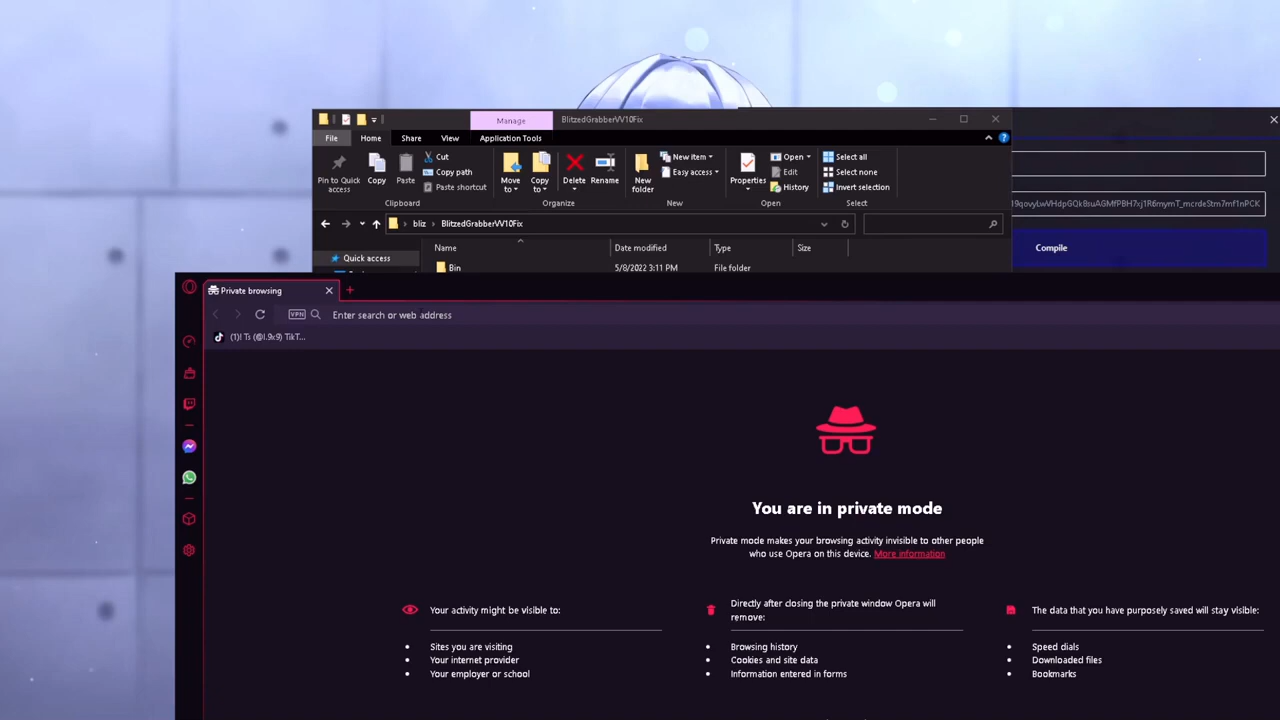 Manage
BlitzedGrabberVV10Fix
File
Home
Share
View
Application Tools
Pin to Quick access
Copy
Paste
Cut
Copy path
Paste shortcut
Clipboard
Move to
Copy to
Delete
Rename
Organize
New folder
New item
Easy access
New
Properties
Open
Edit
History
Open
Select all
Select none
Invert selection
Select
bliz
BlitzedGrabberVV10Fix
Name
Date modified
Type
Size
Quick access
Bin
5/8/2022 3:11 PM
File folder
Compile
Private browsing
VPN
Enter search or web address
TikT...
You are in private mode
Private mode makes your browsing activity invisible to other people
who use Opera on this device. More information
Your activity might be visible to:
Sites you are visiting
Your internet provider
Your employer or school
Directly after closing the private window Opera will
remove:
Browsing history
Cookies and site data
Information entered in forms
The data that you have purposely saved will stay visible:
Speed dials
Downloaded files
Bookmarks